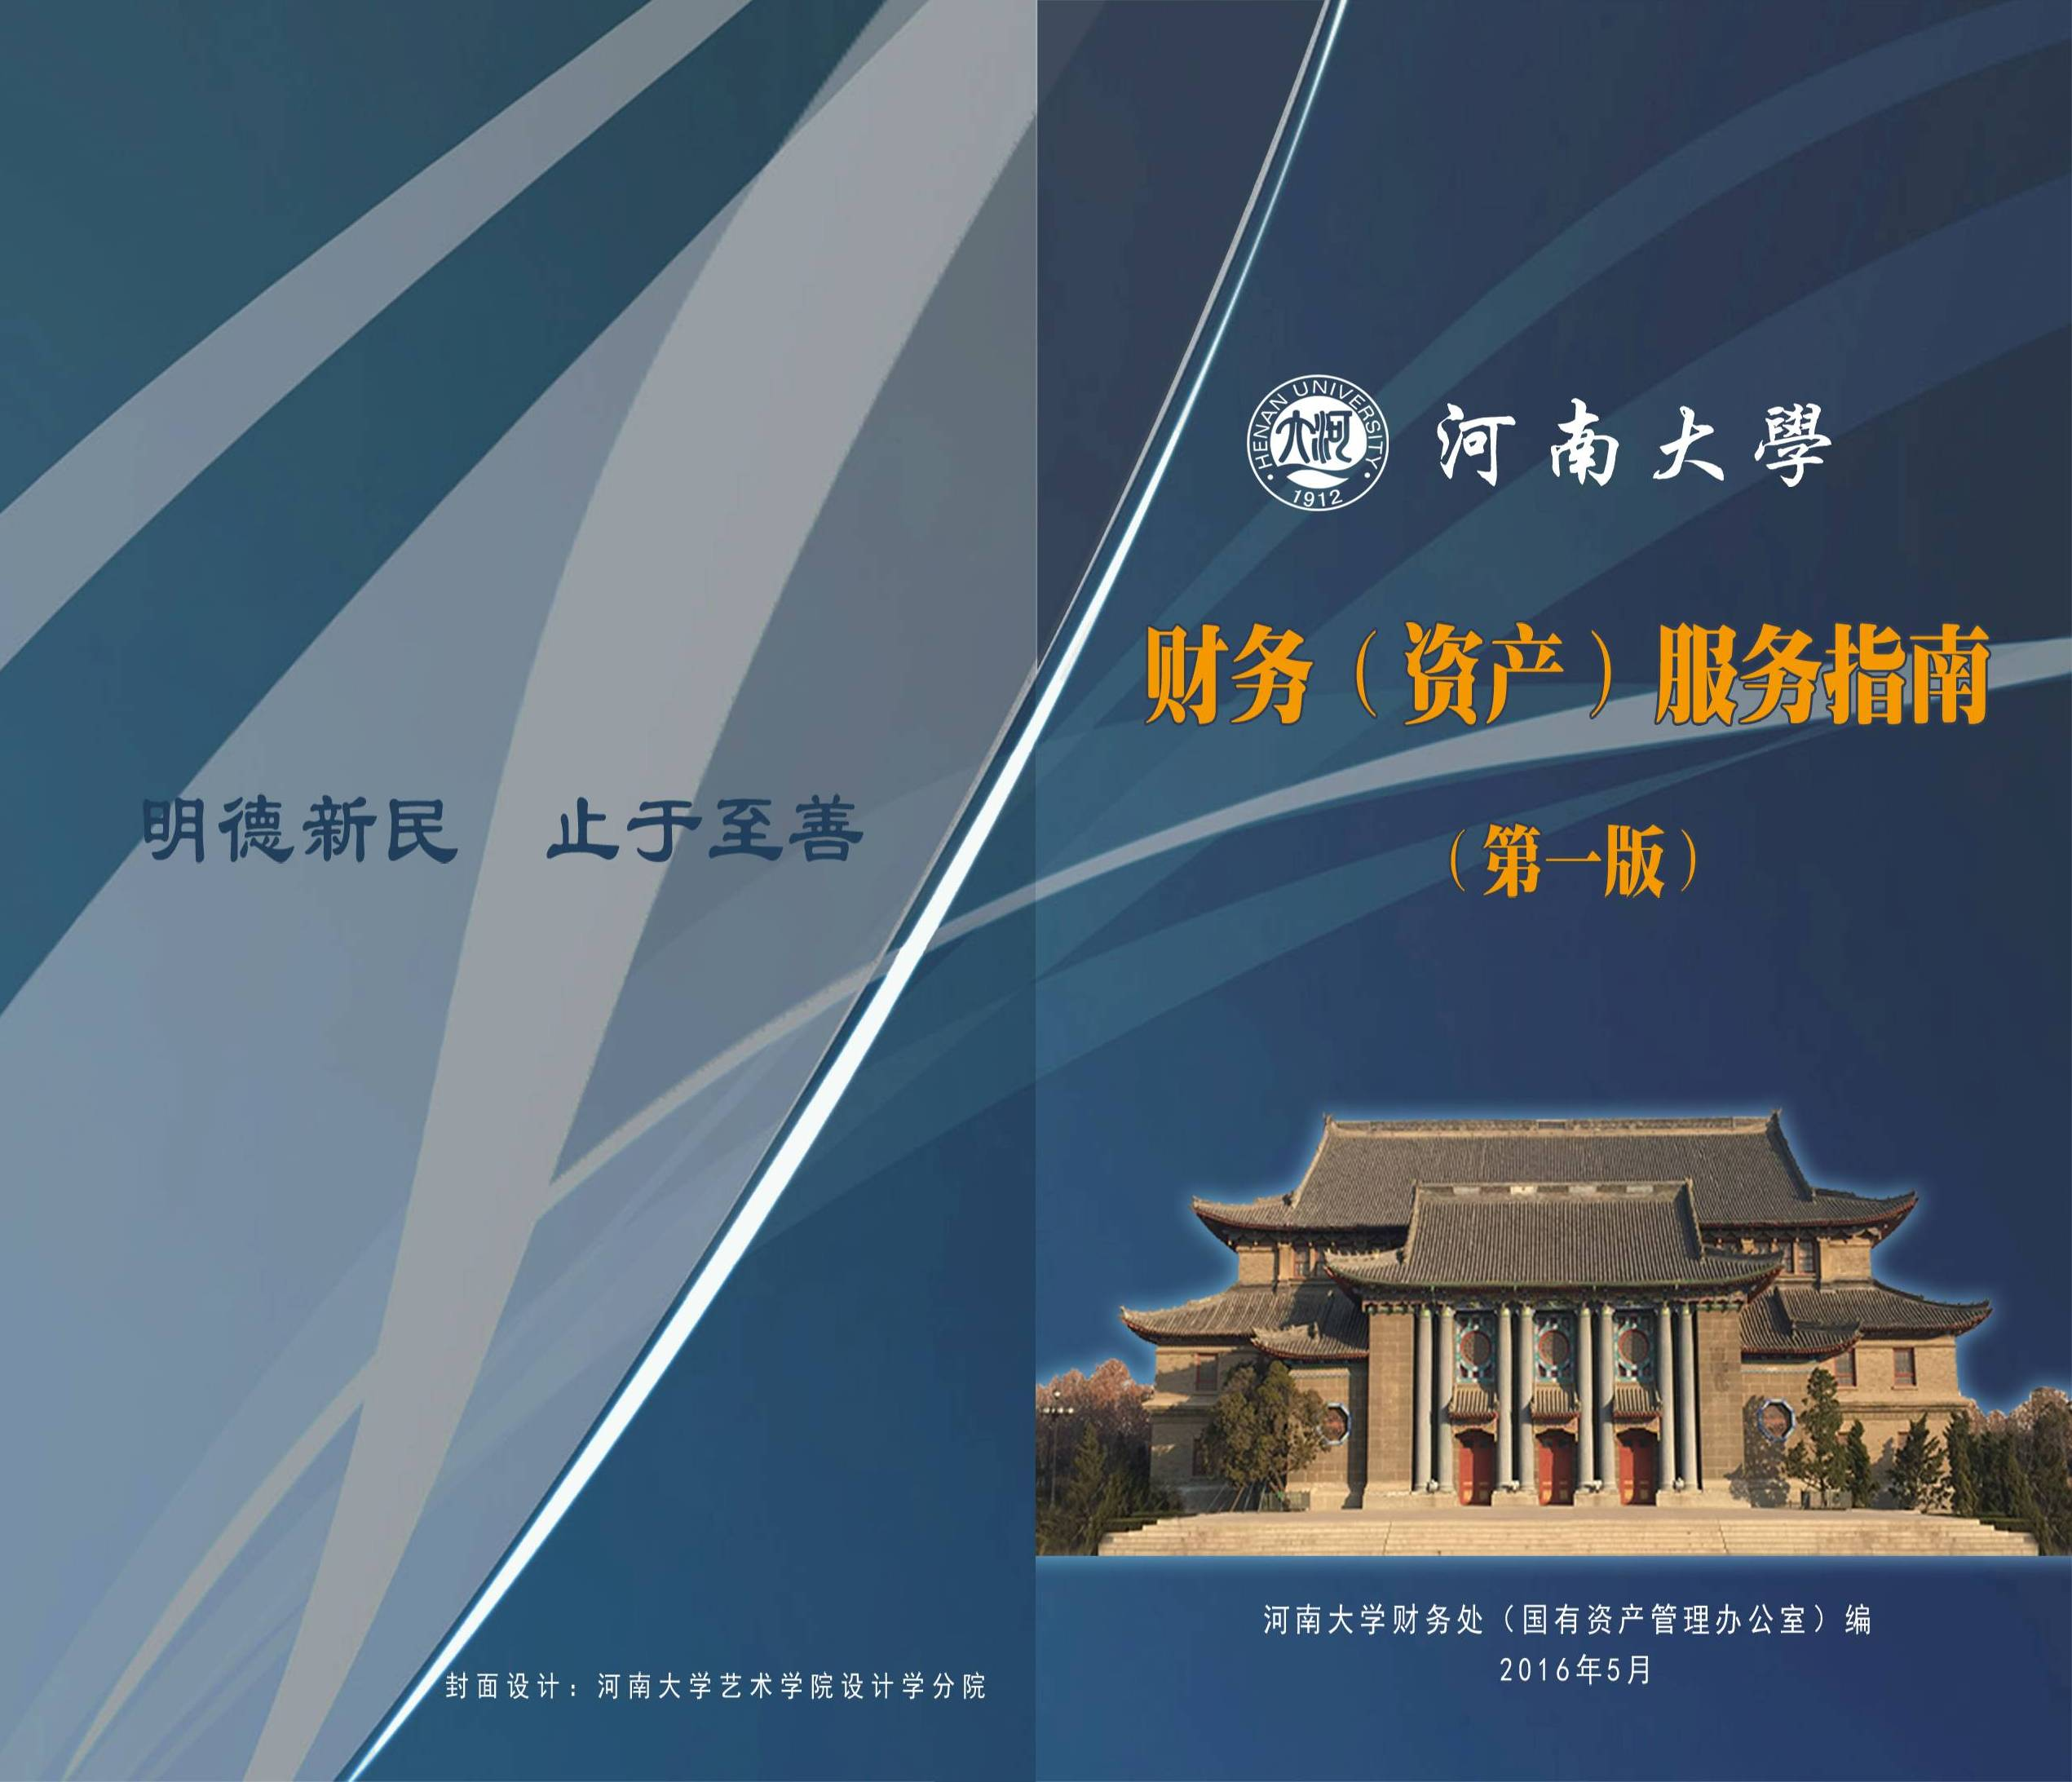 明德新民 止于至善
封面设计：河南大学艺术学院设计学分院
HENAN UNIVERSITY
河大
1912
河南大學
财务（资产）服务指南
（第一版）
河南大学财务处（国有资产管理办公室）编
2016年5月